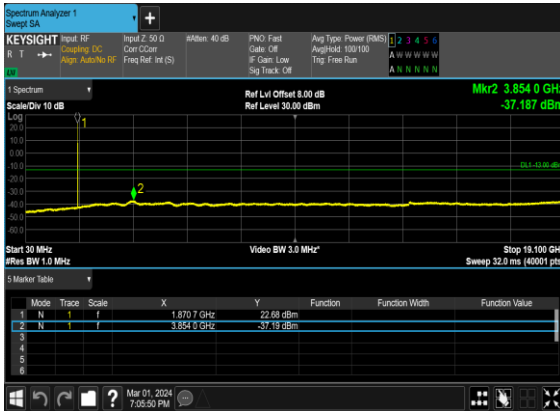 Spectrum Analyzer 1
Swept SA
+
KEYSIGHT Input: RF Input Z: 50 Ω #Atten: 40 dB PNO: Fast Avg Type: Power (RMS) 1 2 3 4 5 6
R T Coupling: DC Corr CCorr Gate: Off Avg|Hold: 100/100 A W W W W W
Align: Auto/No RF Freq Ref: Int (S) IF Gain: Low Trig: Free Run
LXI Sig Track: Off A N N N N N
1 Spectrum Ref Lvl Offset 8.00 dB Mkr2 3.854 0 GHz
Scale/Div 10 dB Ref Level 30.00 dBm -37.187 dBm
Log
1
20.0
10.0
0.00
-10.0
DL1 -13.00 dBm
-20.0
-30.0
2
-40.0
-50.0
-60.0
Start 30 MHz Video BW 3.0 MHz* Stop 19.100 GHz
#Res BW 1.0 MHz Sweep 32.0 ms (40001 pts)
5 Marker Table
Mode Trace Scale X Y Function Function Width Function Value
1 N 1 f 1.870 7 GHz 22.68 dBm
2 N 1 f 3.854 0 GHz -37.19 dBm
3
4
5
6
? Mar 01, 2024
7:05:50 PM